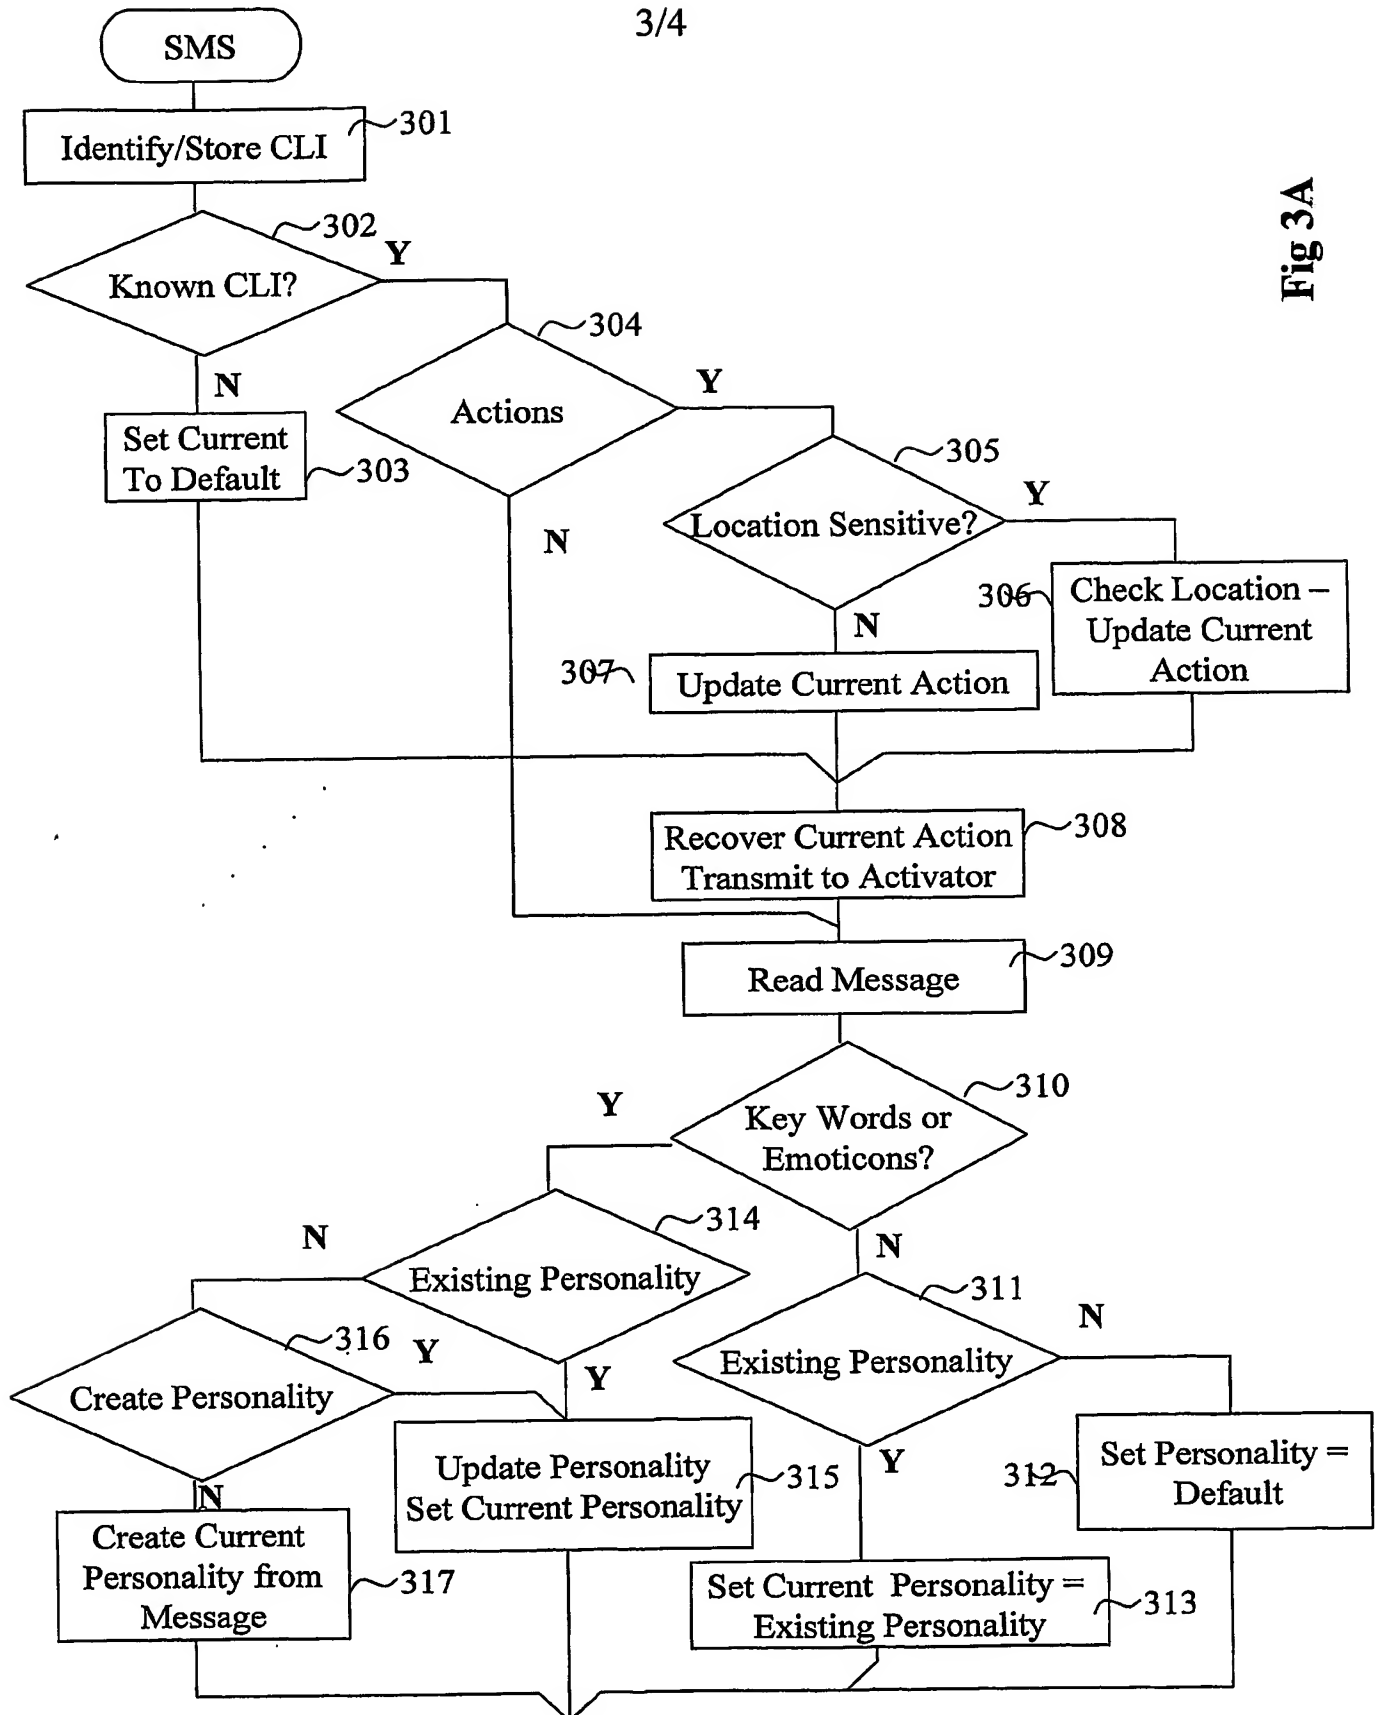 3/4
SMS
301
Identify/Store CLI
302
Y
Known CLI?
Fig 3A
304
N
Y
Actions
Set Current
To Default
303
305
Y
Location Sensitive?
N
306
Check Location –
Update Current
Action
N
307
Update Current Action
308
Recover Current Action
Transmit to Activator
309
Read Message
310
Y
Key Words or
Emoticons?
314
N
N
Existing Personality
311
N
316
Y
Existing Personality
Y
Create Personality
Y
Update Personality
Set Current Personality
315
312
Set Personality =
Default
N
Create Current
Personality from
Message
317
Set Current Personality =
Existing Personality
313